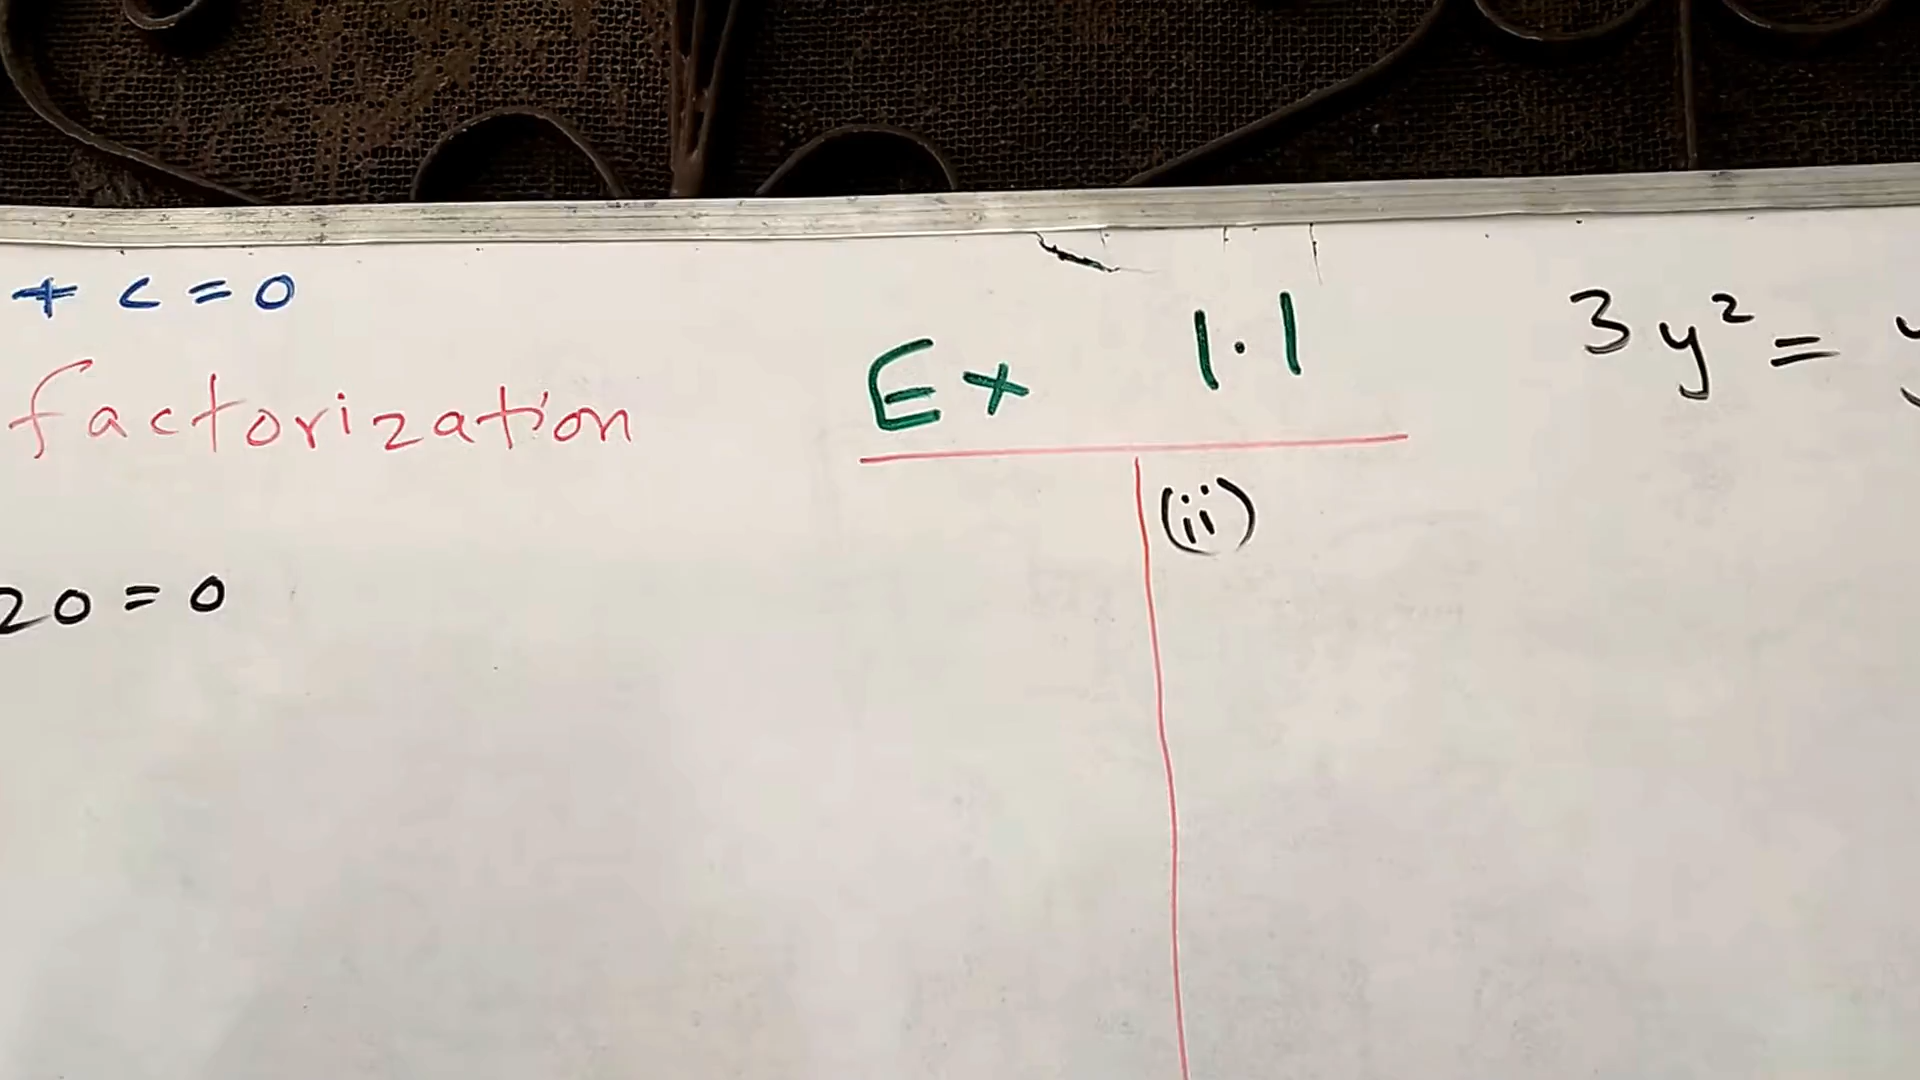 + c = 0
factorization
20 = 0
Ex 1.1
(ii)
3y² =